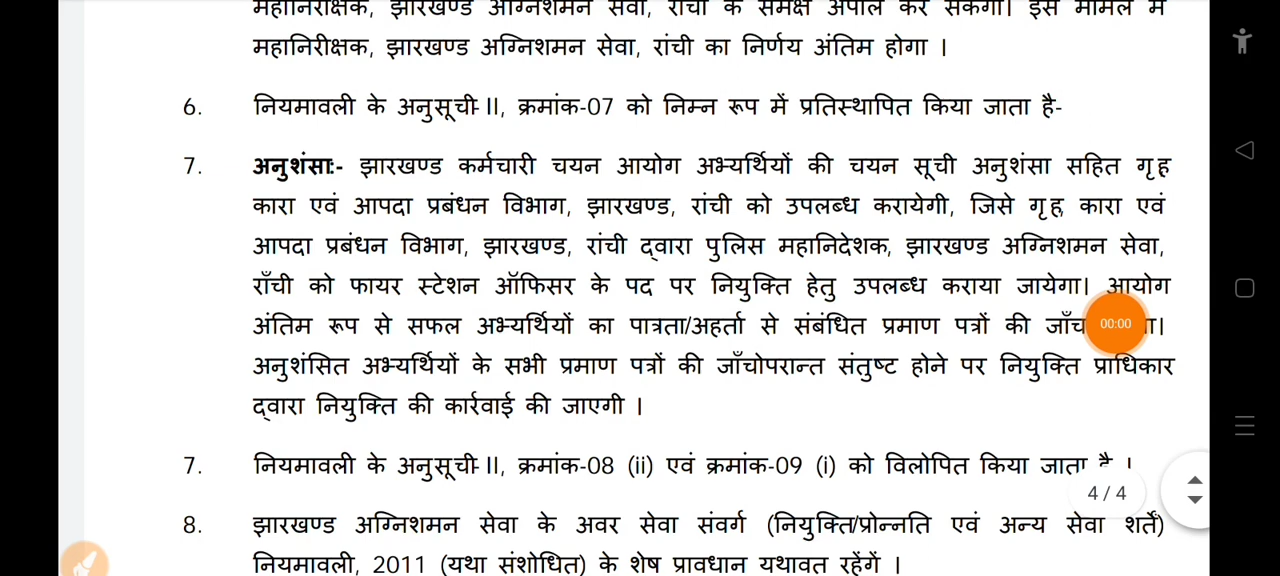 महानिरीक्षक, झारखण्ड अग्निशमन सेवा, रांची के समक्ष अपील कर सकेगा। इस मामले में
महानिरीक्षक, झारखण्ड अग्निशमन सेवा, रांची का निर्णय अंतिम होगा ।
6. नियमावली के अनुसूची II, क्रमांक-07 को निम्न रूप में प्रतिस्थापित किया जाता है-
7. अनुशंसाः- झारखण्ड कर्मचारी चयन आयोग अभ्यर्थियों की चयन सूची अनुशंसा सहित गृह
कारा एवं आपदा प्रबंधन विभाग, झारखण्ड, रांची को उपलब्ध करायेगी, जिसे गृह, कारा एवं
आपदा प्रबंधन विभाग, झारखण्ड, रांची द्वारा पुलिस महानिदेशक, झारखण्ड अग्निशमन सेवा,
राँची को फायर स्टेशन ऑफिसर के पद पर नियुक्ति हेतु उपलब्ध कराया जायेगा। आयोग
अंतिम रूप से सफल अभ्यर्थियों का पात्रता/अहर्ता से संबंधित प्रमाण पत्रों की जाँच
00:00
अनुशंसित अभ्यर्थियों के सभी प्रमाण पत्रों की जाँचोपरान्त संतुष्ट होने पर नियुक्ति प्राधिकार
द्वारा नियुक्ति की कार्रवाई की जाएगी ।
7. नियमावली के अनुसूची II, क्रमांक-08 (ii) एवं क्रमांक-09 (i) को विलोपित किया जाता है ।
4 / 4
8. झारखण्ड अग्निशमन सेवा के अवर सेवा संवर्ग (नियुक्ति/प्रोन्नति एवं अन्य सेवा शर्तें)
नियमावली, 2011 (यथा संशोधित) के शेष प्रावधान यथावत रहेंगें ।